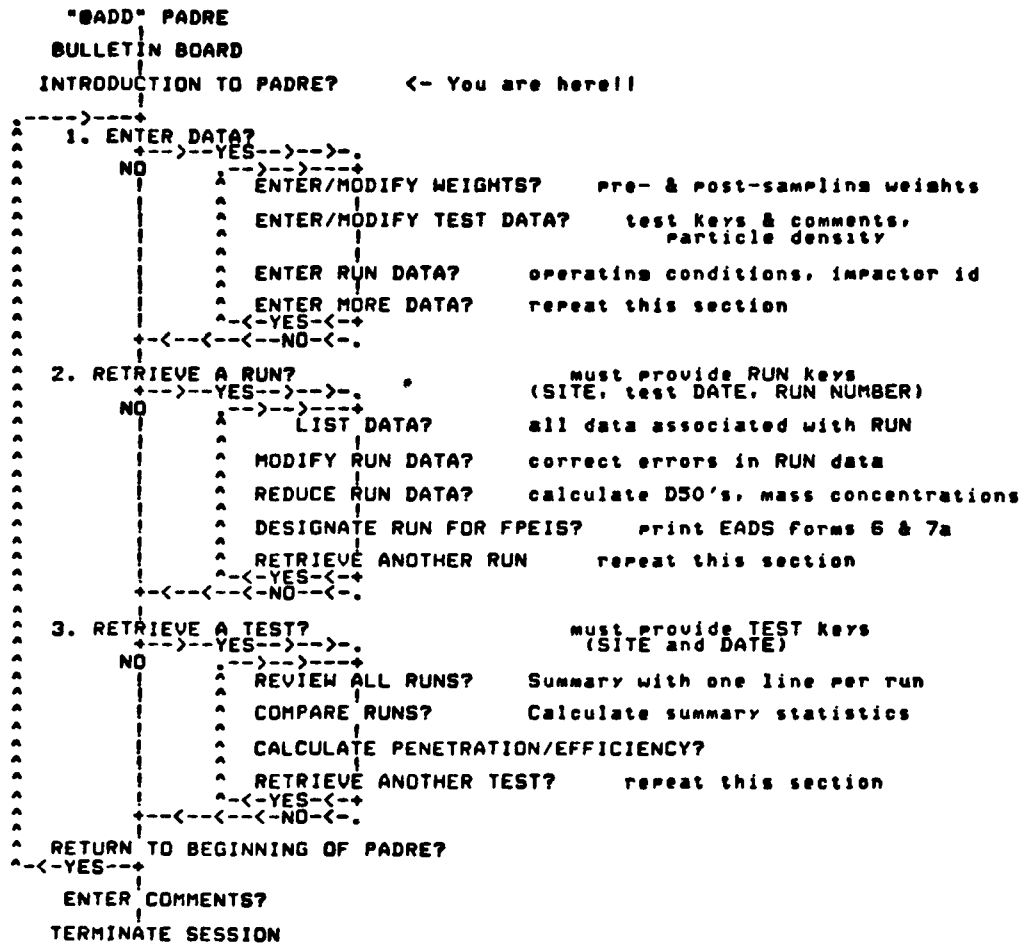 "@ADD" PADRE
BULLETIN BOARD
INTRODUCTION TO PADRE? <- You are here!!
1. ENTER DATA?
YES
NO
ENTER/MODIFY WEIGHTS? pre- & post-sampling weights
ENTER/MODIFY TEST DATA? test keys & comments,
particle density
ENTER RUN DATA? operating conditions, impactor id
ENTER MORE DATA? repeat this section
YES
NO
2. RETRIEVE A RUN? must provide RUN keys
YES (SITE, test DATE, RUN NUMBER)
NO
LIST DATA? all data associated with RUN
MODIFY RUN DATA? correct errors in RUN data
REDUCE RUN DATA? calculate D50's, mass concentrations
DESIGNATE RUN FOR FPEIS? print EADS forms 6 & 7a
RETRIEVE ANOTHER RUN repeat this section
YES
NO
3. RETRIEVE A TEST? must provide TEST keys
YES (SITE and DATE)
NO
REVIEW ALL RUNS? Summary with one line per run
COMPARE RUNS? Calculate summary statistics
CALCULATE PENETRATION/EFFICIENCY?
RETRIEVE ANOTHER TEST? repeat this section
YES
NO
RETURN TO BEGINNING OF PADRE?
YES
ENTER COMMENTS?
TERMINATE SESSION